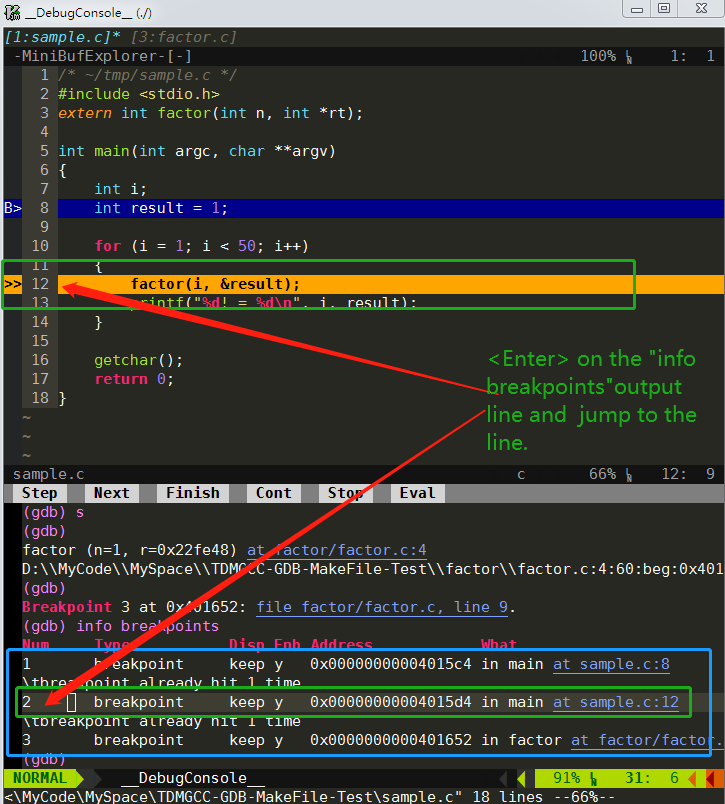 __DebugConsole__ (./)
[1:sample.c]* [3:factor.c]
-MiniBufExplorer-[-] 100% 1: 1
1 /* ~/tmp/sample.c */
2 #include <stdio.h>
3 extern int factor(int n, int *rt);
4
5 int main(int argc, char **argv)
6 {
7 int i;
B> 8 int result = 1;
9
10 for (i = 1; i < 50; i++)
11 {
>> 12 factor(i, &result);
13 printf("%d! = %d\n", i, result);
14 }
15
16 getchar();
17 return 0;
18 }
~
~
~
<Enter> on the "info
breakpoints"output
line and jump to the
line.
sample.c c 66% 12: 9
Step Next Finish Cont Stop Eval
(gdb) s
(gdb)
factor (n=1, r=0x22fe48) at factor/factor.c:4
D:\\MyCode\\MySpace\\TDMGCC-GDB-MakeFile-Test\\factor\\factor.c:4:60:beg:0x401
(gdb)
Breakpoint 3 at 0x401652: file factor/factor.c, line 9.
(gdb) info breakpoints
Num Type Disp Enb Address What
1 breakpoint keep y 0x00000000004015c4 in main at sample.c:8
\tbreakpoint already hit 1 time
2 breakpoint keep y 0x00000000004015d4 in main at sample.c:12
\tbreakpoint already hit 1 time
3 breakpoint keep y 0x0000000000401652 in factor at factor/factor.
(gdb)
NORMAL __DebugConsole__ 91% 31: 6
<\MyCode\MySpace\TDMGCC-GDB-MakeFile-Test\sample.c" 18 lines --66%--